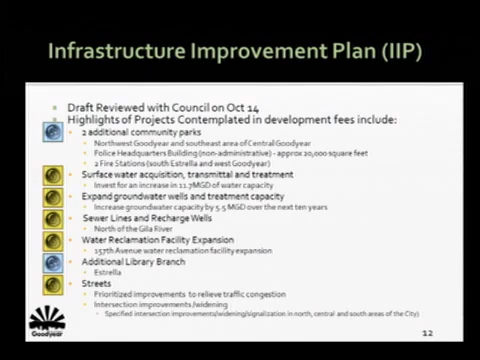 Infrastructure Improvement Plan (IIP)
Draft Reviewed with Council on Oct 14
Highlights of Projects Contemplated in development fees include:
2 additional community parks
Northwest Goodyear and southeast area of Central Goodyear
Police Headquarters Building (non-administrative) - approx 20,000 square feet
2 Fire Stations (south Estrella and west Goodyear)
Surface water acquisition, transmittal and treatment
Invest for an increase in 11.7MGD of water capacity
Expand groundwater wells and treatment capacity
Increase groundwater capacity by 5.5 MGD over the next ten years
Sewer Lines and Recharge Wells
North of the Gila River
Water Reclamation Facility Expansion
157th Avenue water reclamation facility expansion
Additional Library Branch
Estrella
Streets
Prioritized improvements to relieve traffic congestion
Intersection improvements/widening
Specified intersection improvements/widening/signalization in north, central and south areas of the City)
Goodyear
12